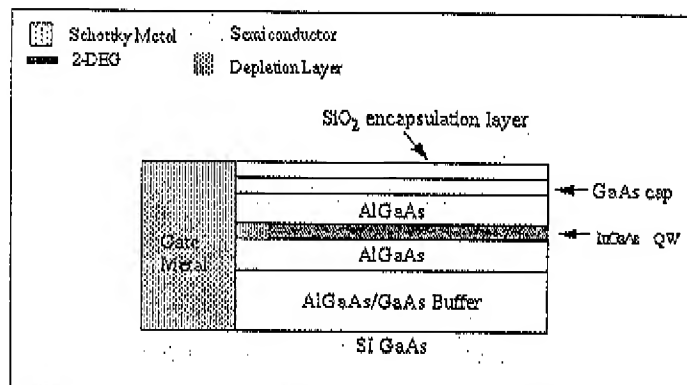 Schottky Metal
Semiconductor
2-DEG
Depletion Layer
SiO₂ encapsulation layer
GaAs cap
AlGaAs
InGaAs QW
Gate
Metal
AlGaAs
AlGaAs/GaAs Buffer
SI GaAs